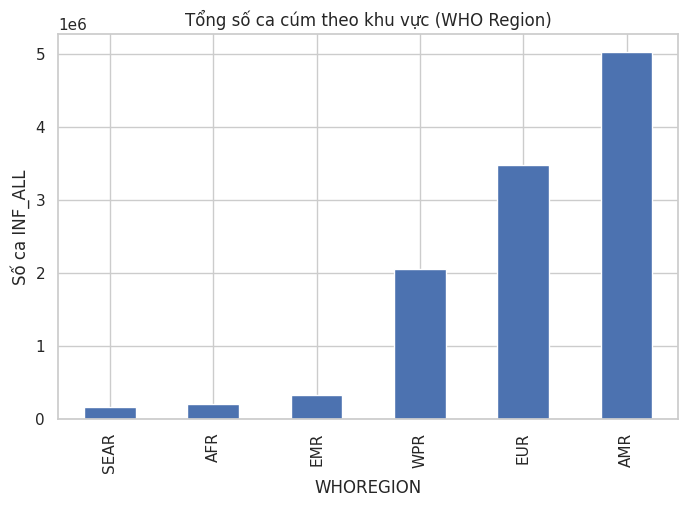 Tổng số ca cúm theo khu vực (WHO Region)
1e6
5
4
3
2
1
0
Số ca INF_ALL
SEAR
AFR
EMR
WPR
EUR
AMR
WHOREGION